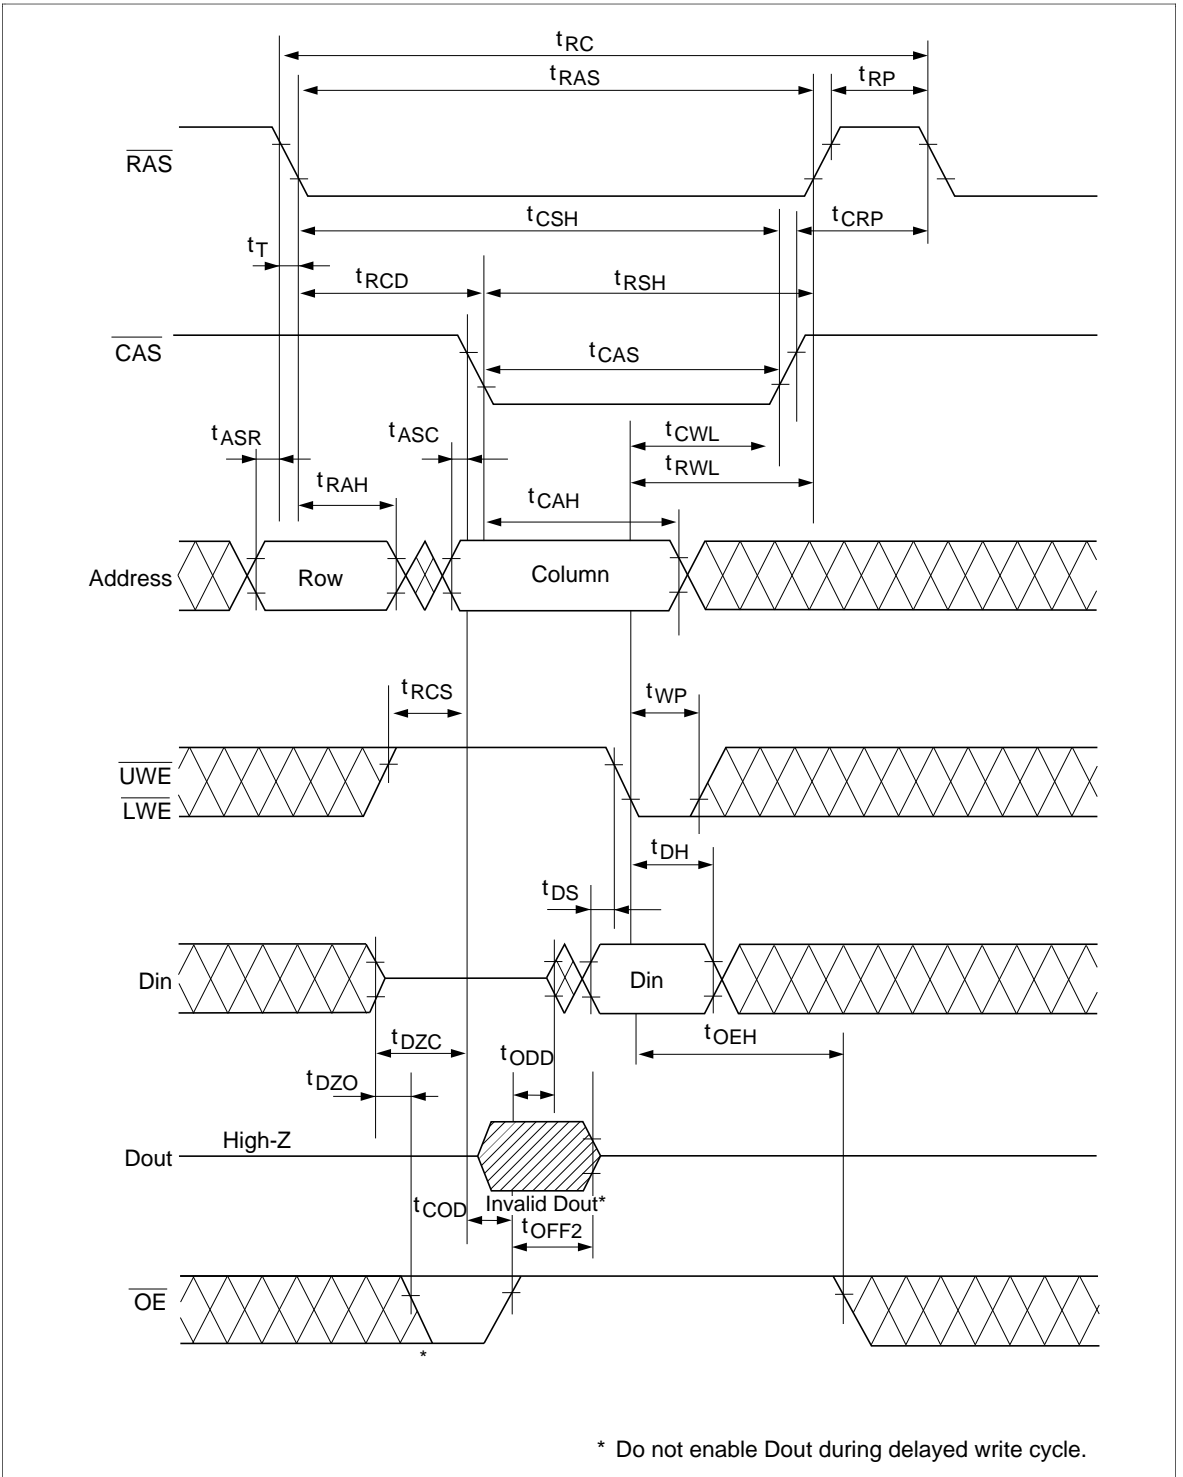 tRC
tRAS
tRP
RAS
tCSH
tCRP
tT
tRCD
tRSH
CAS
tCAS
tASR
tASC
tCWL
tRWL
tRAH
tCAH
Address
Row
Column
tRCS
tWP
UWE
LWE
tDH
tDS
Din
Din
tDZC
tODD
tOEH
tDZO
High-Z
Dout
Invalid Dout*
tCOD
tOFF2
OE
*
* Do not enable Dout during delayed write cycle.